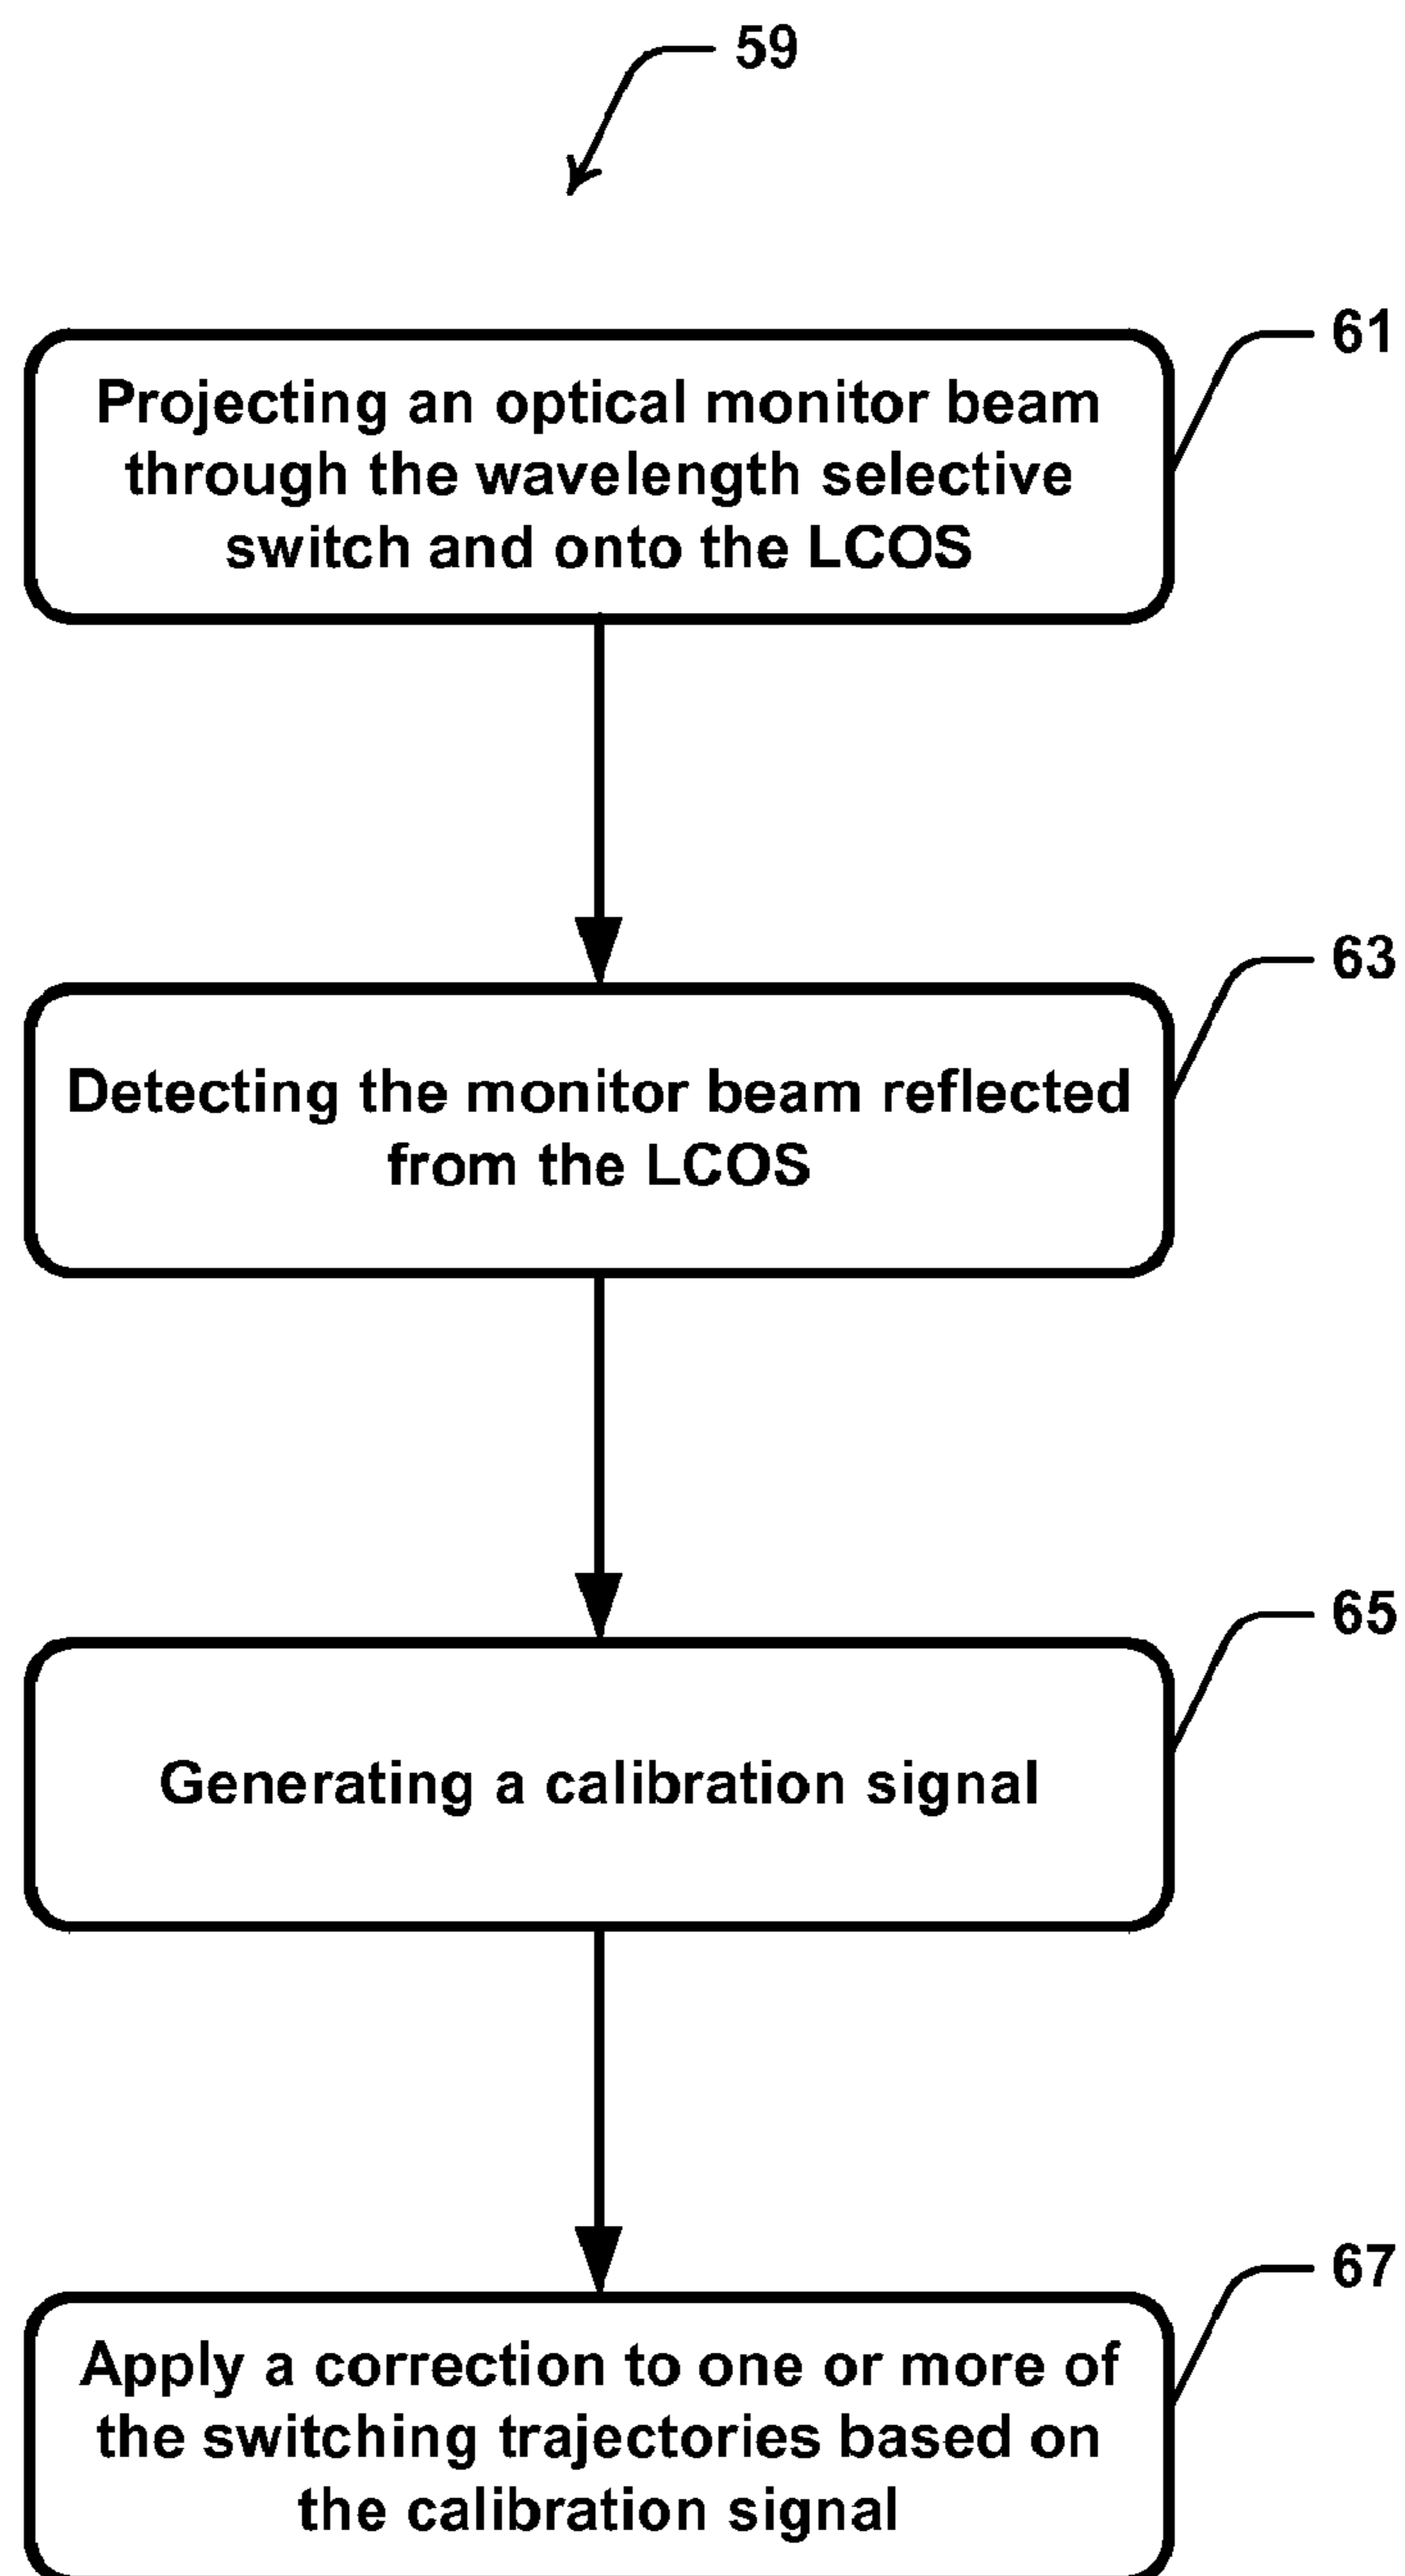 59
61
Projecting an optical monitor beam
through the wavelength selective
switch and onto the LCOS
63
Detecting the monitor beam reflected
from the LCOS
65
Generating a calibration signal
67
Apply a correction to one or more of
the switching trajectories based on
the calibration signal